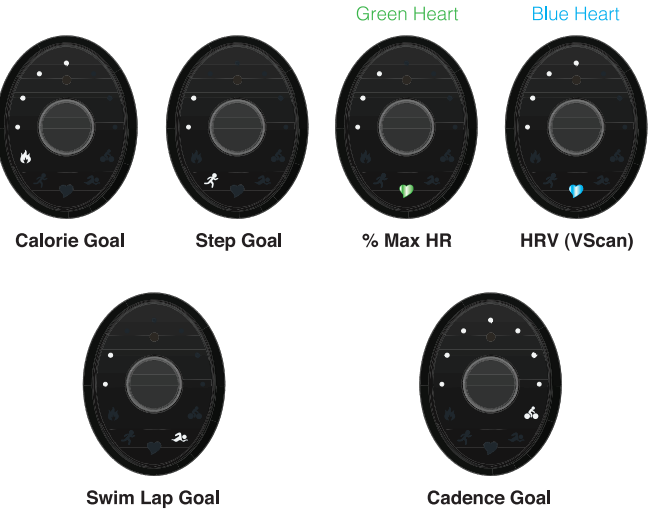 Green Heart
Blue Heart
Calorie Goal
Step Goal
% Max HR
HRV (VScan)
Swim Lap Goal
Cadence Goal